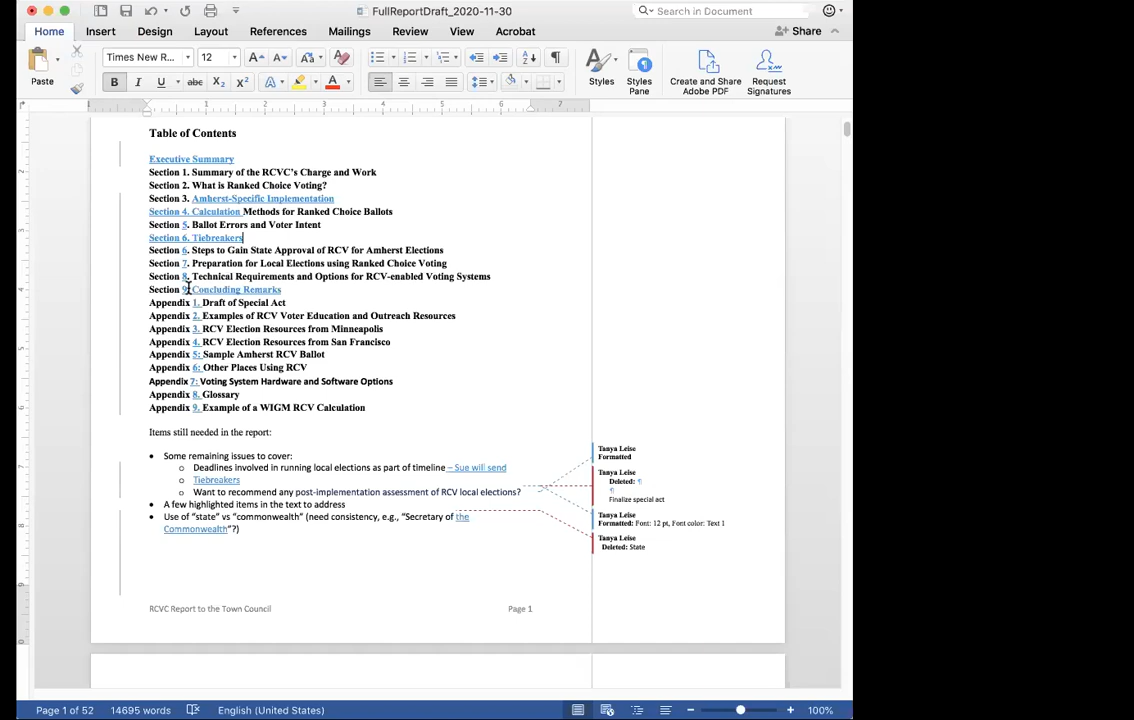 FullReportDraft_2020-11-30
Search in Document
Home Insert Design Layout References Mailings Review View Acrobat
Share
Paste
Times New R...
12
Styles
Styles Pane
Create and Share Adobe PDF
Request Signatures
1 2 3 4 5 6 7
Table of Contents
Executive Summary
Section 1. Summary of the RCVC's Charge and Work
Section 2. What is Ranked Choice Voting?
Section 3. Amherst-Specific Implementation
Section 4. Calculation Methods for Ranked Choice Ballots
Section 5. Ballot Errors and Voter Intent
Section 6. Tiebreakers
Section 6. Steps to Gain State Approval of RCV for Amherst Elections
Section 7. Preparation for Local Elections using Ranked Choice Voting
Section 8. Technical Requirements and Options for RCV-enabled Voting Systems
Section 9. Concluding Remarks
Appendix 1. Draft of Special Act
Appendix 2. Examples of RCV Voter Education and Outreach Resources
Appendix 3. RCV Election Resources from Minneapolis
Appendix 4. RCV Election Resources from San Francisco
Appendix 5: Sample Amherst RCV Ballot
Appendix 6: Other Places Using RCV
Appendix 7: Voting System Hardware and Software Options
Appendix 8. Glossary
Appendix 9. Example of a WIGM RCV Calculation
Items still needed in the report:
• Some remaining issues to cover:
o Deadlines involved in running local elections as part of timeline – Sue will send
o Tiebreakers
o Want to recommend any post-implementation assessment of RCV local elections?
• A few highlighted items in the text to address
• Use of "state" vs "commonwealth" (need consistency, e.g., "Secretary of the
Commonwealth"?)
Tanya Leise
Formatted
Tanya Leise
Deleted: ¶
¶
Finalize special act
Tanya Leise
Formatted: Font: 12 pt, Font color: Text 1
Tanya Leise
Deleted: State
RCVC Report to the Town Council Page 1
Page 1 of 52 14695 words English (United States) 100%